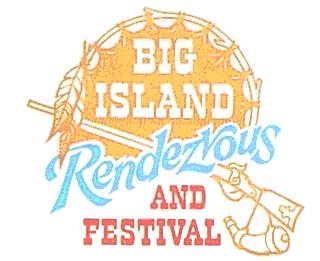 BIG
ISLAND
Rendezvous
AND
FESTIVAL